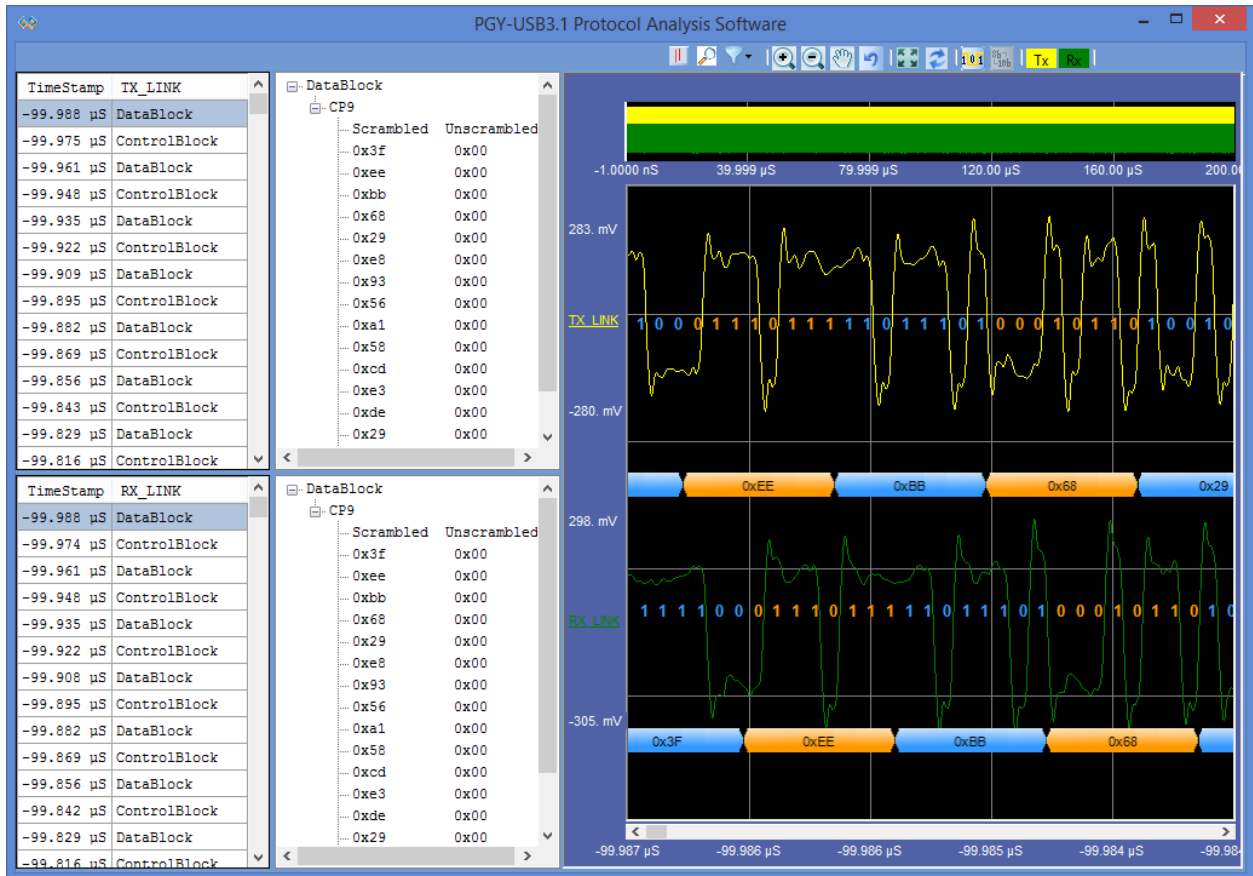 PGY-USB3.1 Protocol Analysis Software
Tx Rx
TimeStamp TX_LINK
-99.988 µS DataBlock
-99.975 µS ControlBlock
-99.961 µS DataBlock
-99.948 µS ControlBlock
-99.935 µS DataBlock
-99.922 µS ControlBlock
-99.909 µS DataBlock
-99.895 µS ControlBlock
-99.882 µS DataBlock
-99.869 µS ControlBlock
-99.856 µS DataBlock
-99.843 µS ControlBlock
-99.829 µS DataBlock
-99.816 µS ControlBlock
DataBlock
CP9
Scrambled Unscrambled
0x3f 0x00
0xee 0x00
0xbb 0x00
0x68 0x00
0x29 0x00
0xe8 0x00
0x93 0x00
0x56 0x00
0xa1 0x00
0x58 0x00
0xcd 0x00
0xe3 0x00
0xde 0x00
0x29 0x00
-1.0000 nS 39.999 µS 79.999 µS 120.00 µS 160.00 µS 200.0
283. mV
TX_LINK 1 0 0 0 1 1 1 0 1 1 1 1 1 0 1 1 1 0 1 0 0 0 1 0 1 1 0 1 0 0 1 0
-280. mV
0xEE 0xBB 0x68 0x29
TimeStamp RX_LINK
-99.988 µS DataBlock
-99.974 µS ControlBlock
-99.961 µS DataBlock
-99.948 µS ControlBlock
-99.935 µS DataBlock
-99.922 µS ControlBlock
-99.908 µS DataBlock
-99.895 µS ControlBlock
-99.882 µS DataBlock
-99.869 µS ControlBlock
-99.856 µS DataBlock
-99.842 µS ControlBlock
-99.829 µS DataBlock
-99.816 µS ControlBlock
DataBlock
CP9
Scrambled Unscrambled
0x3f 0x00
0xee 0x00
0xbb 0x00
0x68 0x00
0x29 0x00
0xe8 0x00
0x93 0x00
0x56 0x00
0xa1 0x00
0x58 0x00
0xcd 0x00
0xe3 0x00
0xde 0x00
0x29 0x00
298. mV
RX_LINK 1 1 1 1 0 0 0 1 1 1 0 1 1 1 1 1 0 1 1 1 0 1 0 0 0 1 0 1 1 0 1 0
-305. mV
0x3F 0xEE 0xBB 0x68
-99.987 µS -99.986 µS -99.986 µS -99.985 µS -99.984 µS -99.98